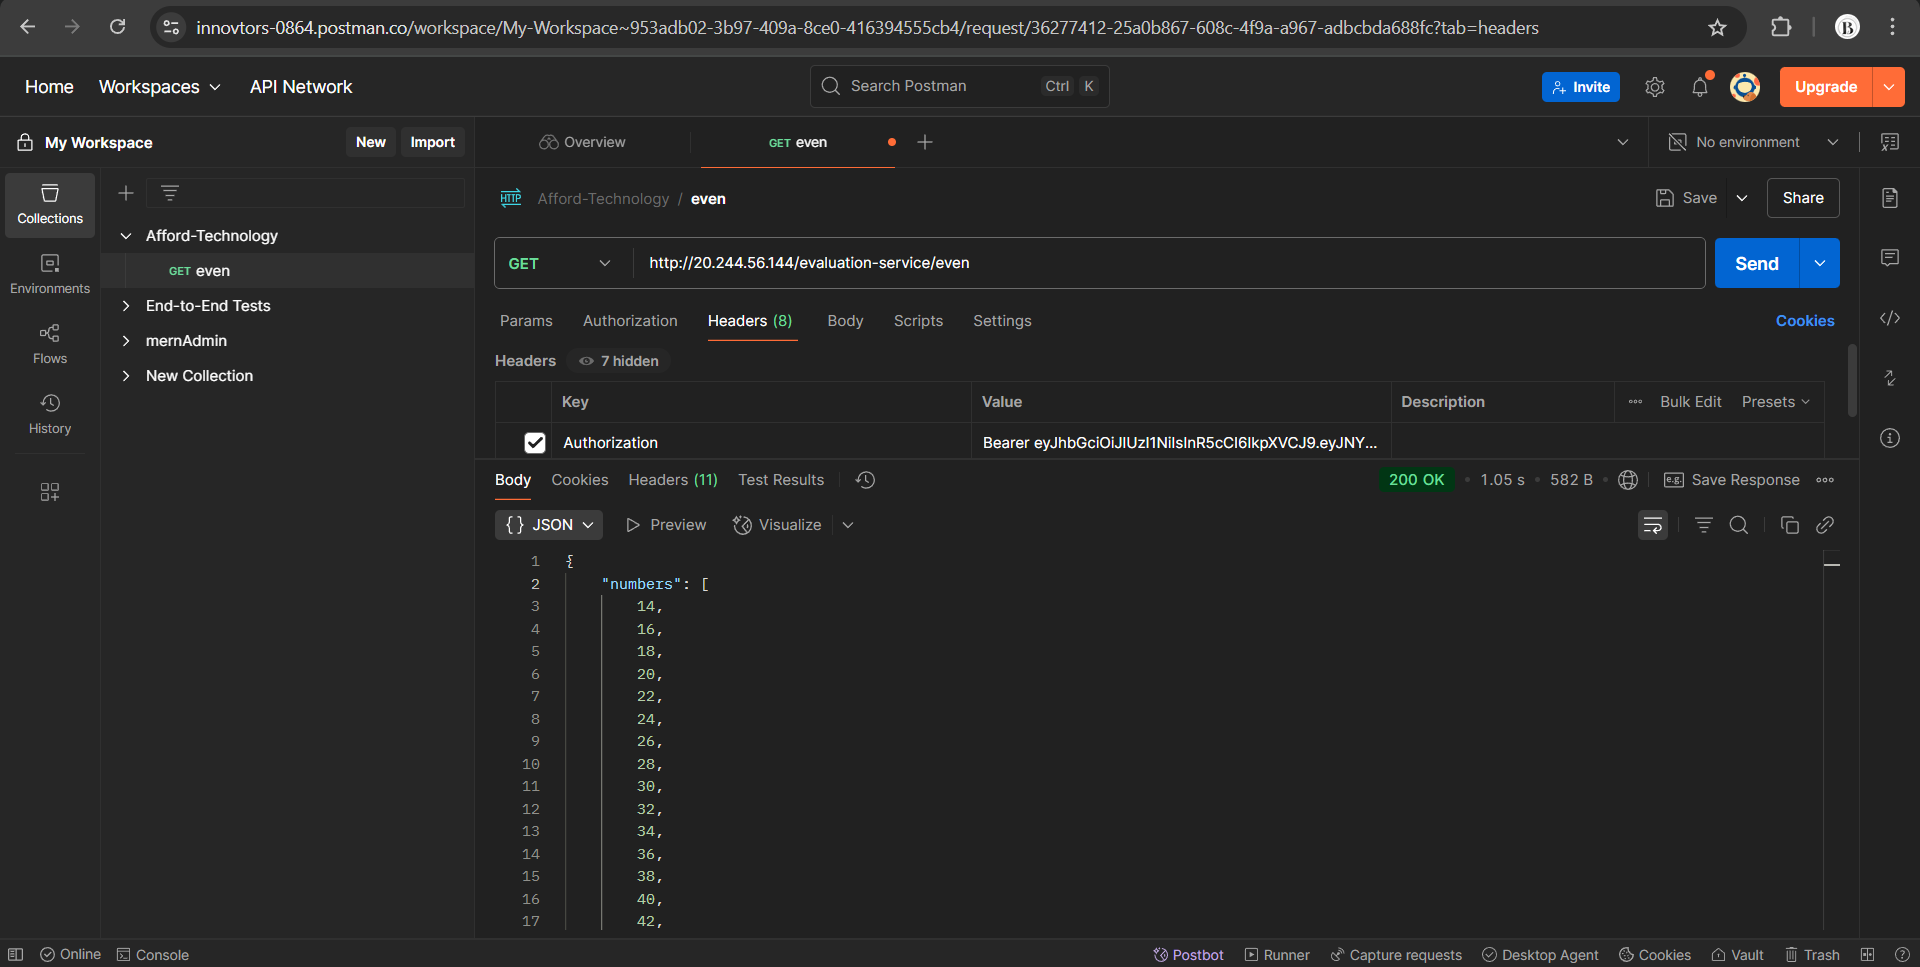 innovtors-0864.postman.co/workspace/My-Workspace~953adb02-3b97-409a-8ce0-416394555cb4/request/36277412-25a0b867-608c-4f9a-a967-adbcbda688fc?tab=headers
B
Home Workspaces API Network Search Postman Ctrl K Invite Upgrade
My Workspace New Import Overview GET even No environment
Collections
Environments
Flows
History
Afford-Technology
GET even
End-to-End Tests
mernAdmin
New Collection
HTTP Afford-Technology / even Save Share
GET http://20.244.56.144/evaluation-service/even Send
Params Authorization Headers (8) Body Scripts Settings Cookies
Headers 7 hidden
Key Value Description Bulk Edit Presets
Authorization Bearer eyJhbGciOiJIUzI1NiIsInR5cCI6IkpXVCJ9.eyJNY...
Body Cookies Headers (11) Test Results 200 OK 1.05 s 582 B e.g. Save Response
{} JSON Preview Visualize
1 {
2 "numbers": [
3 14,
4 16,
5 18,
6 20,
7 22,
8 24,
9 26,
10 28,
11 30,
12 32,
13 34,
14 36,
15 38,
16 40,
17 42,
Online Console Postbot Runner Capture requests Desktop Agent Cookies Vault Trash